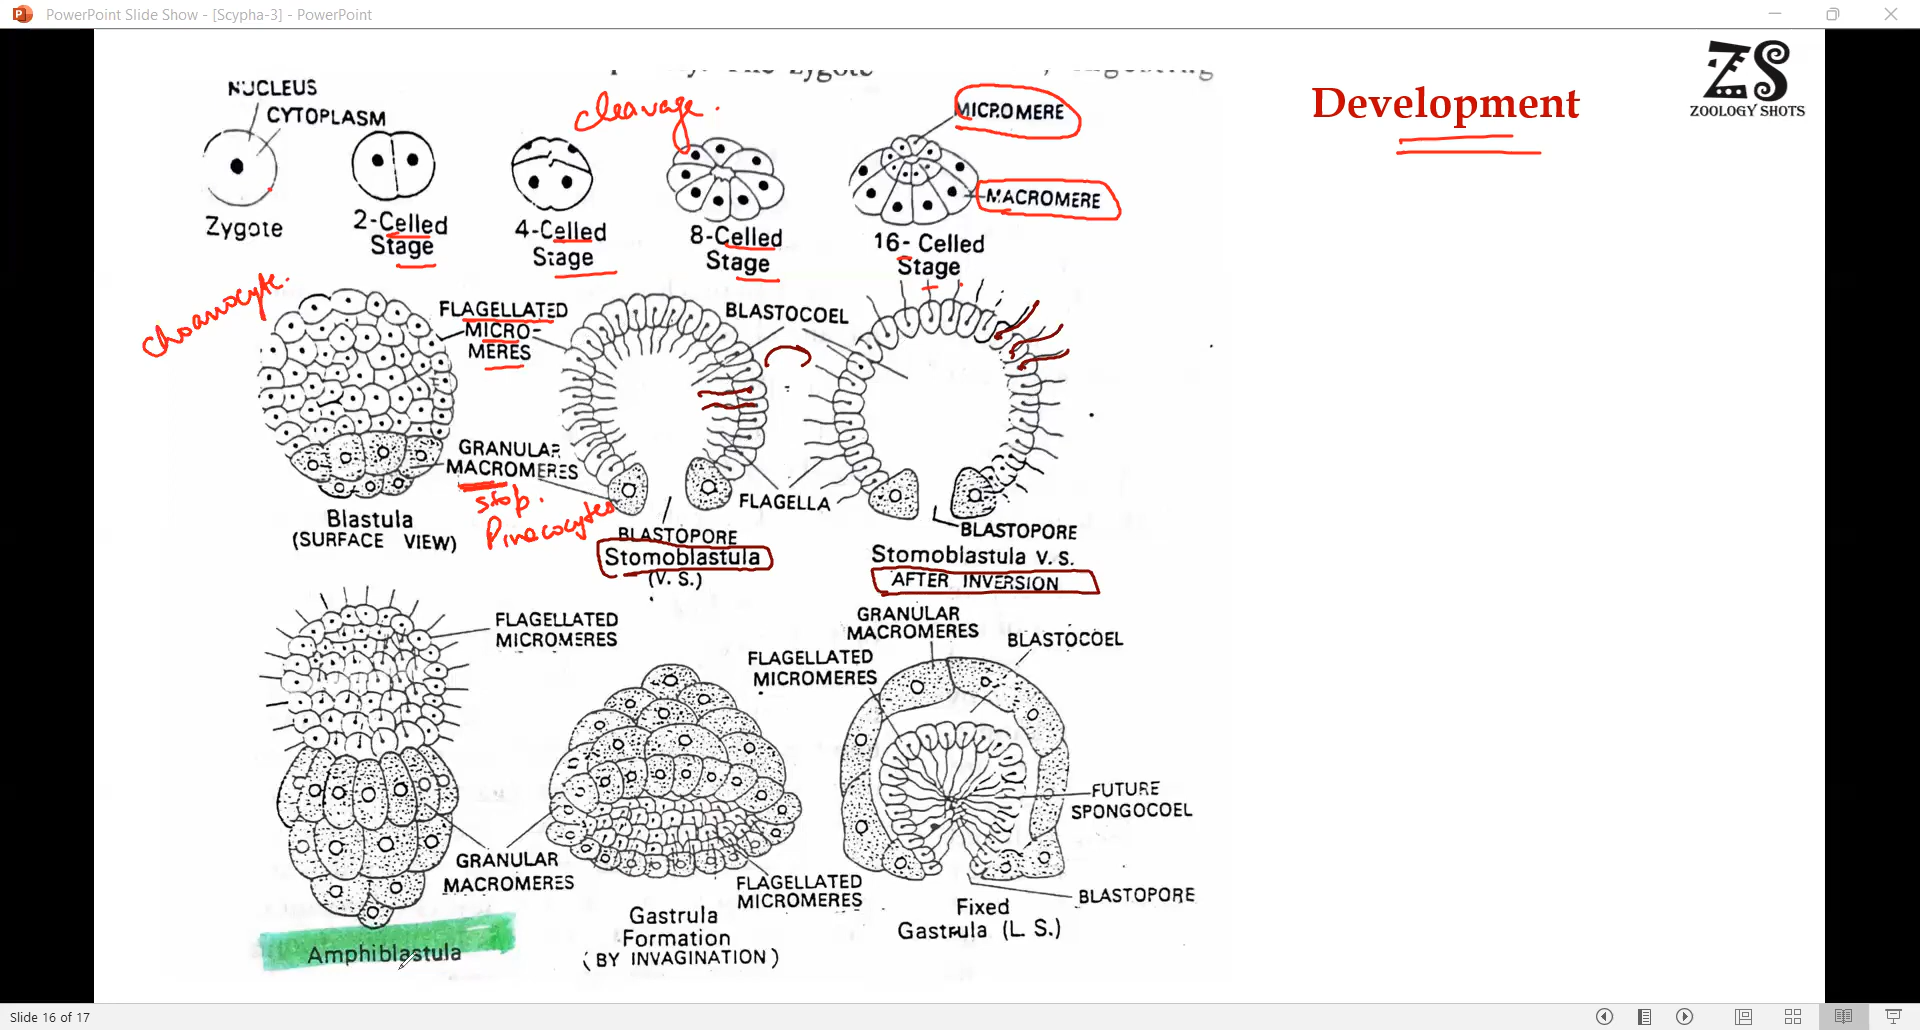 PowerPoint Slide Show - [Scypha-3] - PowerPoint
ZS
ZOOLOGY SHOTS
Development
zygote
NUCLEUS
CYTOPLASM
cleavage.
MICROMERE
MACROMERE
Zygote
2-Celled
Stage
4-Celled
Stage
8-Celled
Stage
16-Celled
Stage
choanocyte.
FLAGELLATED
MICRO-
MERES
BLASTOCOEL
GRANULAR
MACROMERES
stop.
Pinacocytes
FLAGELLA
Blastula
(SURFACE VIEW)
BLASTOPORE
Stomoblastula
(V. S.)
BLASTOPORE
Stomoblastula V. S.
AFTER INVERSION
FLAGELLATED
MICROMERES
GRANULAR
MACROMERES
FLAGELLATED
MICROMERES
BLASTOCOEL
FUTURE
SPONGOCOEL
GRANULAR
MACROMERES
FLAGELLATED
MICROMERES
BLASTOPORE
Amphiblastula
Gastrula
Formation
(BY INVAGINATION)
Fixed
Gastrula (L. S.)
Slide 16 of 17